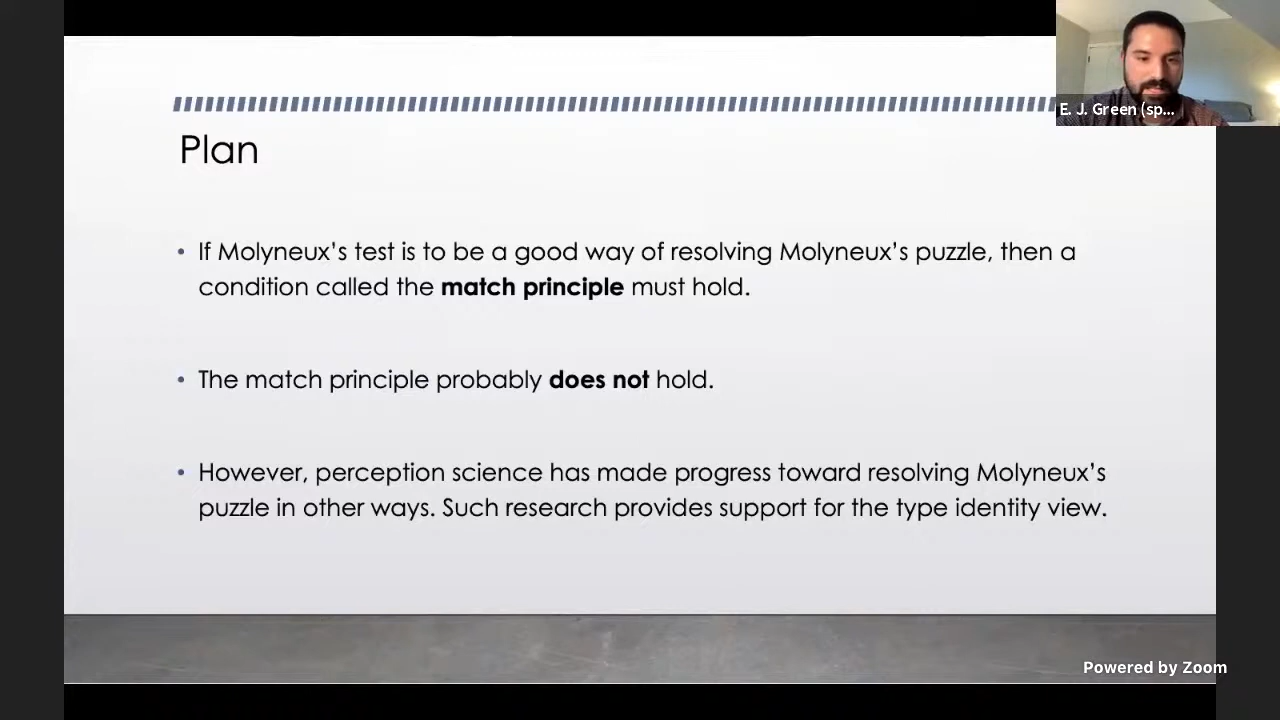 E. J. Green (sp...
Plan
• If Molyneux’s test is to be a good way of resolving Molyneux’s puzzle, then a
condition called the match principle must hold.
• The match principle probably does not hold.
• However, perception science has made progress toward resolving Molyneux’s
puzzle in other ways. Such research provides support for the type identity view.
Powered by Zoom